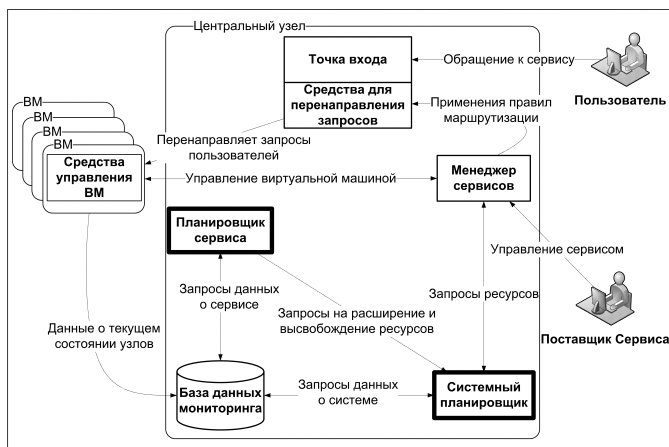 Центральный узел
Точка входа
Средства для
перенаправления
запросов
Обращение к сервису
Пользователь
Применения правил
маршрутизации
ВМ
ВМ
ВМ
ВМ
Средства
управления
ВМ
Перенаправляет запросы
пользователей
Управление виртуальной машиной
Менеджер
сервисов
Планировщик
сервиса
Управление сервисом
Запросы данных
о сервисе
Запросы на расширение и
высвобождение ресурсов
Запросы ресурсов
Данные о текущем
состоянии узлов
Поставщик Сервиса
База данных
мониторинга
Запросы данных
о системе
Системный
планировщик